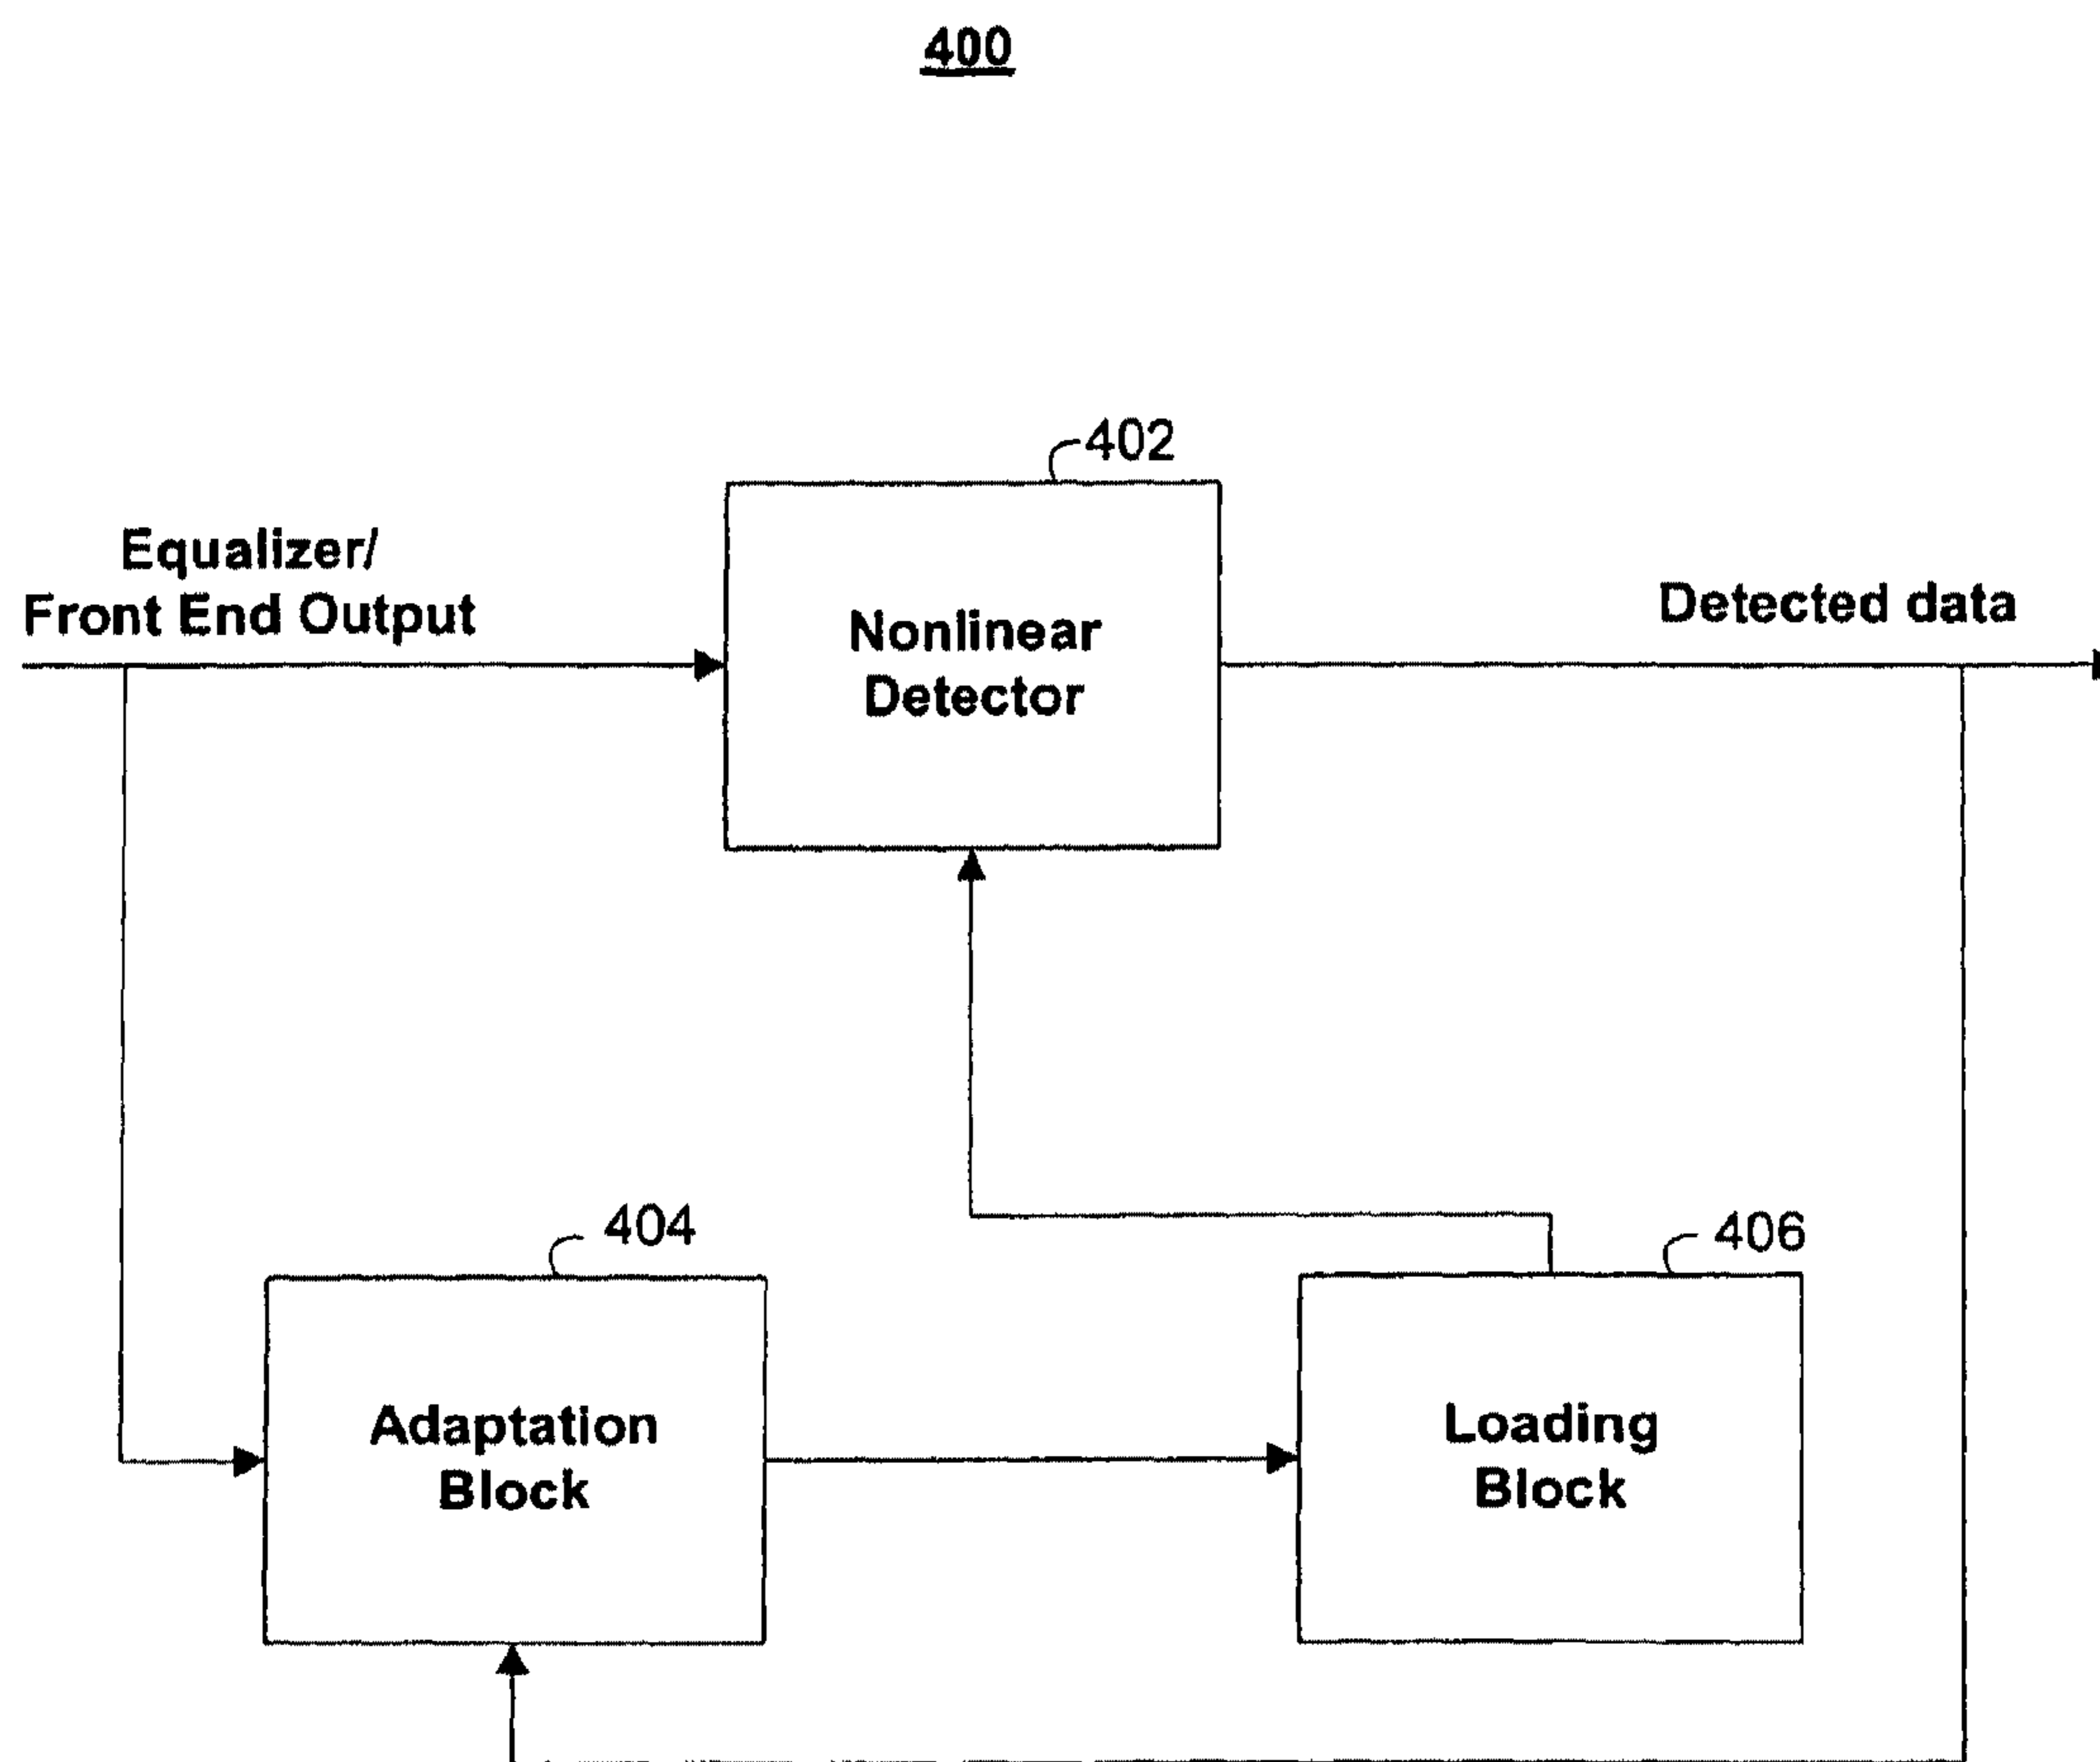 400
402
Equalizer/
Front End Output
Nonlinear
Detector
Detected data
404
406
Adaptation
Block
Loading
Block